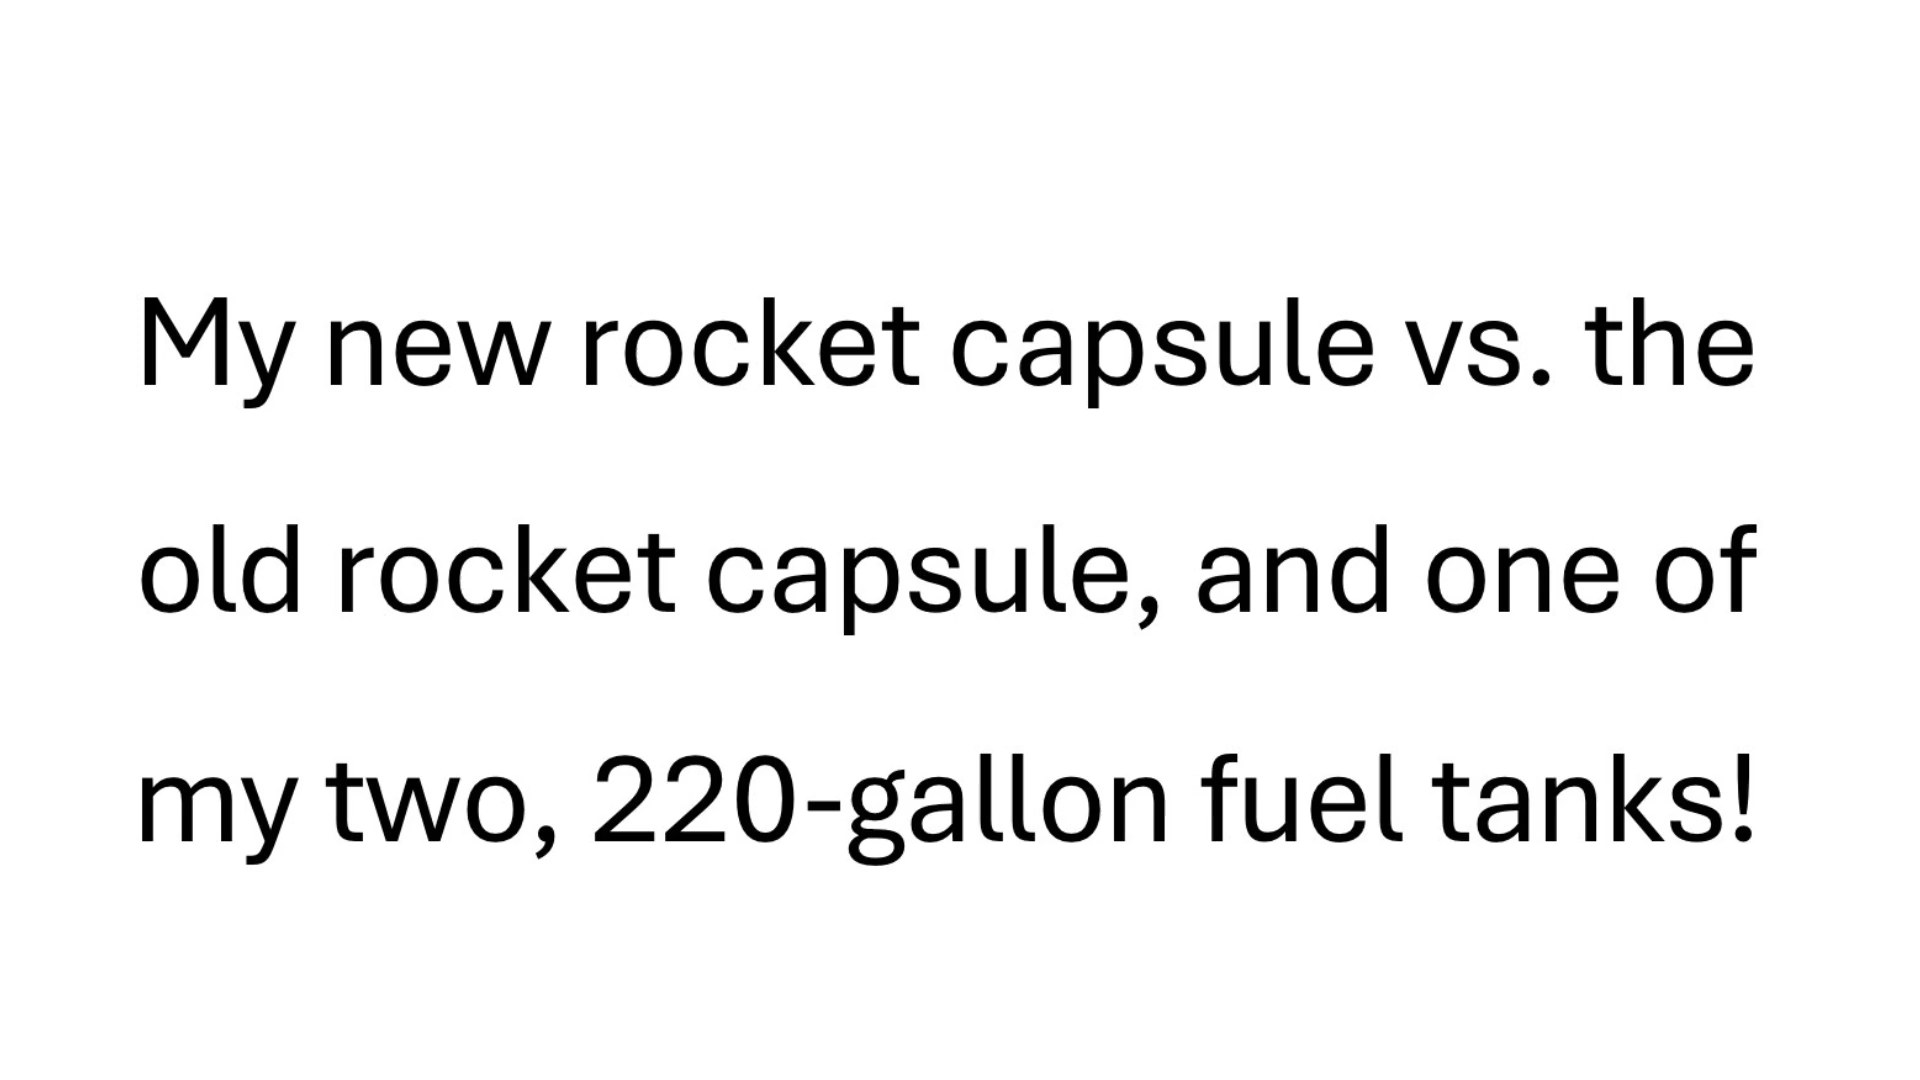 My new rocket capsule vs. the
old rocket capsule, and one of
my two, 220-gallon fuel tanks!